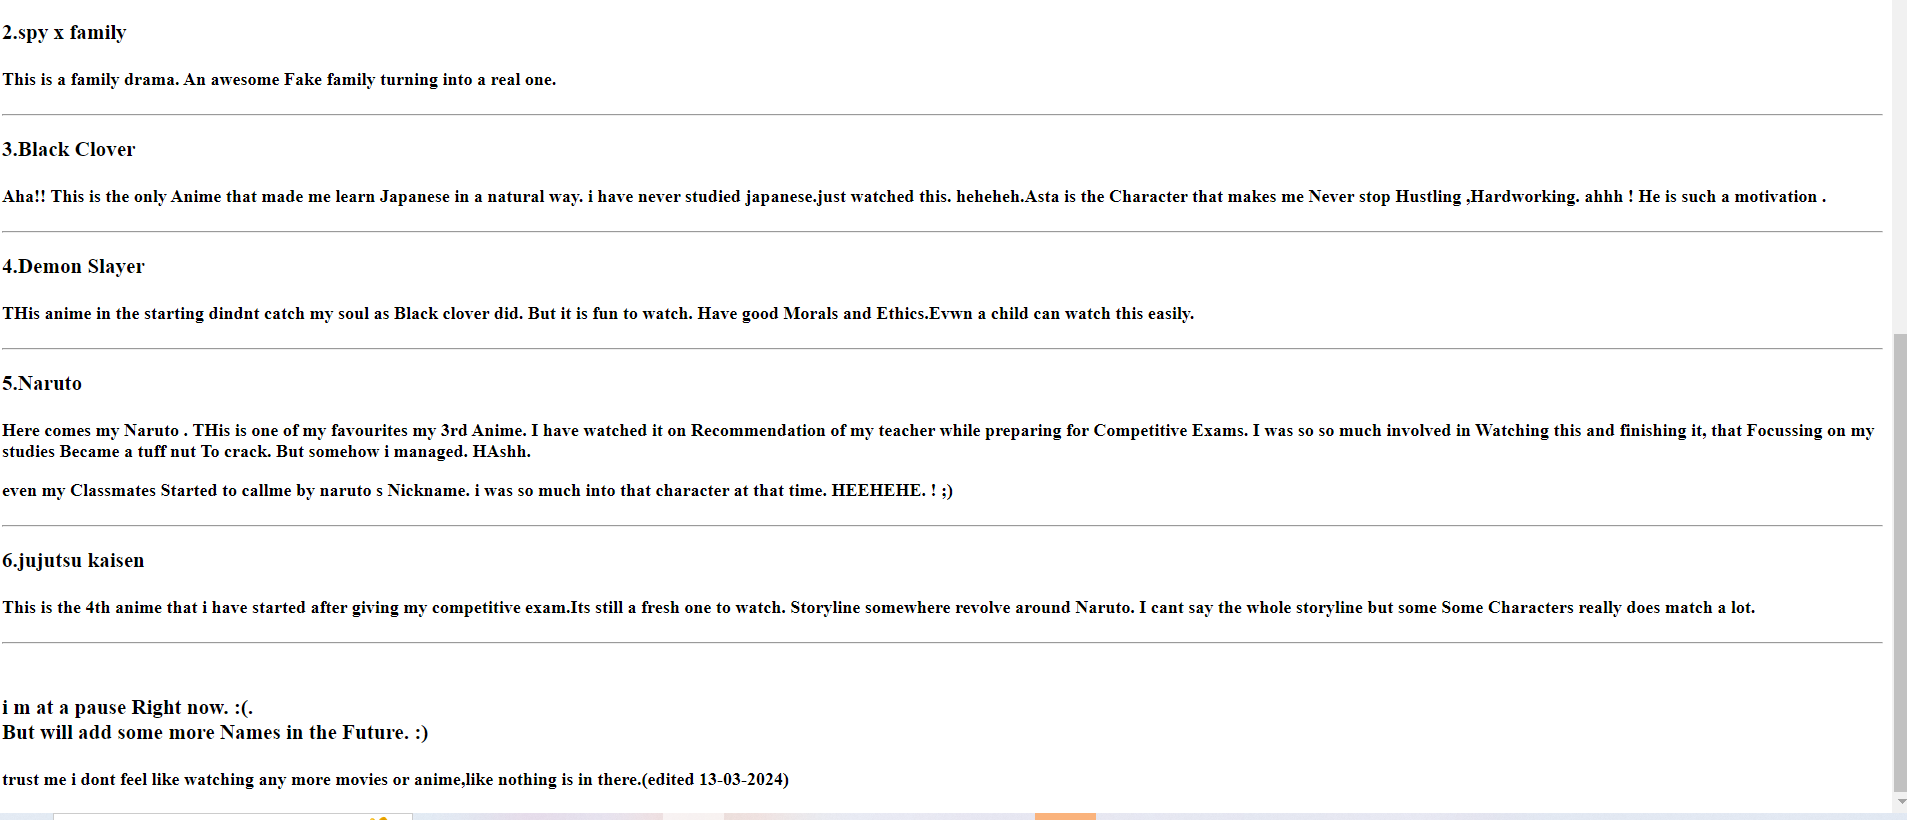 2.spy x family
This is a family drama. An awesome Fake family turning into a real one.
3.Black Clover
Aha!! This is the only Anime that made me learn Japanese in a natural way. i have never studied japanese.just watched this. heheheh.Asta is the Character that makes me Never stop Hustling ,Hardworking. ahhh ! He is such a motivation .
4.Demon Slayer
THis anime in the starting dindnt catch my soul as Black clover did. But it is fun to watch. Have good Morals and Ethics.Evwn a child can watch this easily.
5.Naruto
Here comes my Naruto . THis is one of my favourites my 3rd Anime. I have watched it on Recommendation of my teacher while preparing for Competitive Exams. I was so so much involved in Watching this and finishing it, that Focussing on my
studies Became a tuff nut To crack. But somehow i managed. HAshh.
even my Classmates Started to callme by naruto s Nickname. i was so much into that character at that time. HEEHEHE. ! ;)
6.jujutsu kaisen
This is the 4th anime that i have started after giving my competitive exam.Its still a fresh one to watch. Storyline somewhere revolve around Naruto. I cant say the whole storyline but some Some Characters really does match a lot.
i m at a pause Right now. :(.
But will add some more Names in the Future. :)
trust me i dont feel like watching any more movies or anime,like nothing is in there.(edited 13-03-2024)